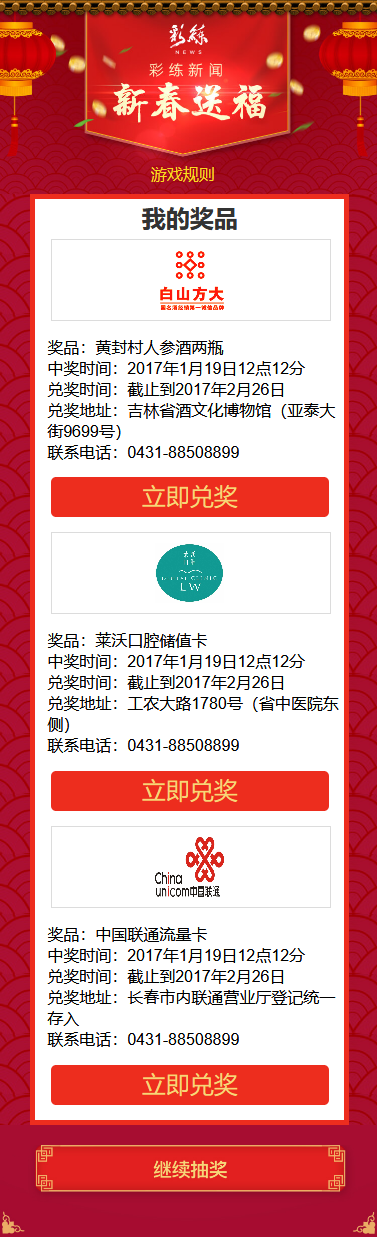 彩练
NEWS
彩练新闻
新春送福
游戏规则
我的奖品
白山方大
奖品：黄封村人参酒两瓶
中奖时间：2017年1月19日12点12分
兑奖时间：截止到2017年2月26日
兑奖地址：吉林省酒文化博物馆（亚泰大
街9699号）
联系电话：0431-88508899
立即兑奖
LW
奖品：莱沃口腔储值卡
中奖时间：2017年1月19日12点12分
兑奖时间：截止到2017年2月26日
兑奖地址：工农大路1780号（省中医院东
侧）
联系电话：0431-88508899
立即兑奖
China
unicom中国联通
奖品：中国联通流量卡
中奖时间：2017年1月19日12点12分
兑奖时间：截止到2017年2月26日
兑奖地址：长春市内联通营业厅登记统一
存入
联系电话：0431-88508899
立即兑奖
继续抽奖